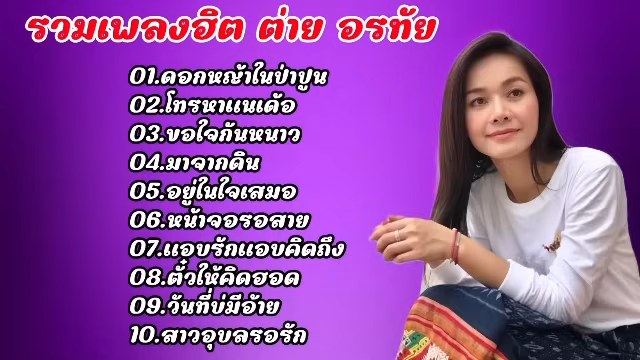 รวมเพลงฮิต ต่าย อรทัย
01.ดอกหญ้าในป่าปูน
02.โทรหาแนเด้อ
03.ขอใจกันหนาว
04.มาจากดิน
05.อยู่ในใจเสมอ
06.หน้าจอรอสาย
07.แอบรักแอบคิดถึง
08.ตั๋วให้คิดฮอด
09.วันที่บ่มีอ้าย
10.สาวอุบลรอรัก